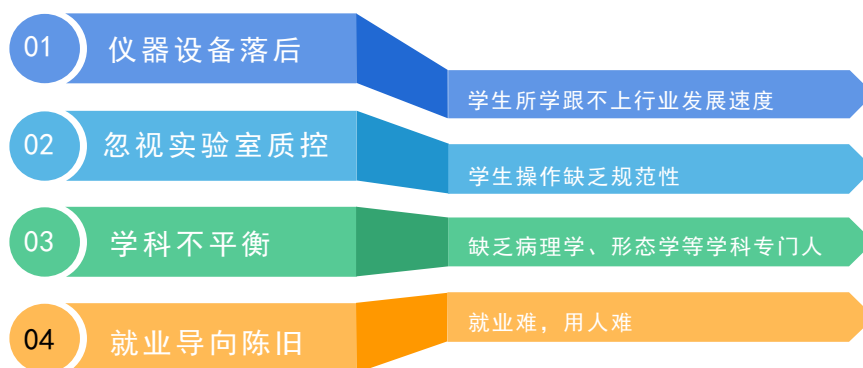 01
仪器设备落后
学生所学跟不上行业发展速度
02
忽视实验室质控
学生操作缺乏规范性
03
学科不平衡
缺乏病理学、形态学等学科专门人
04
就业导向陈旧
就业难，用人难